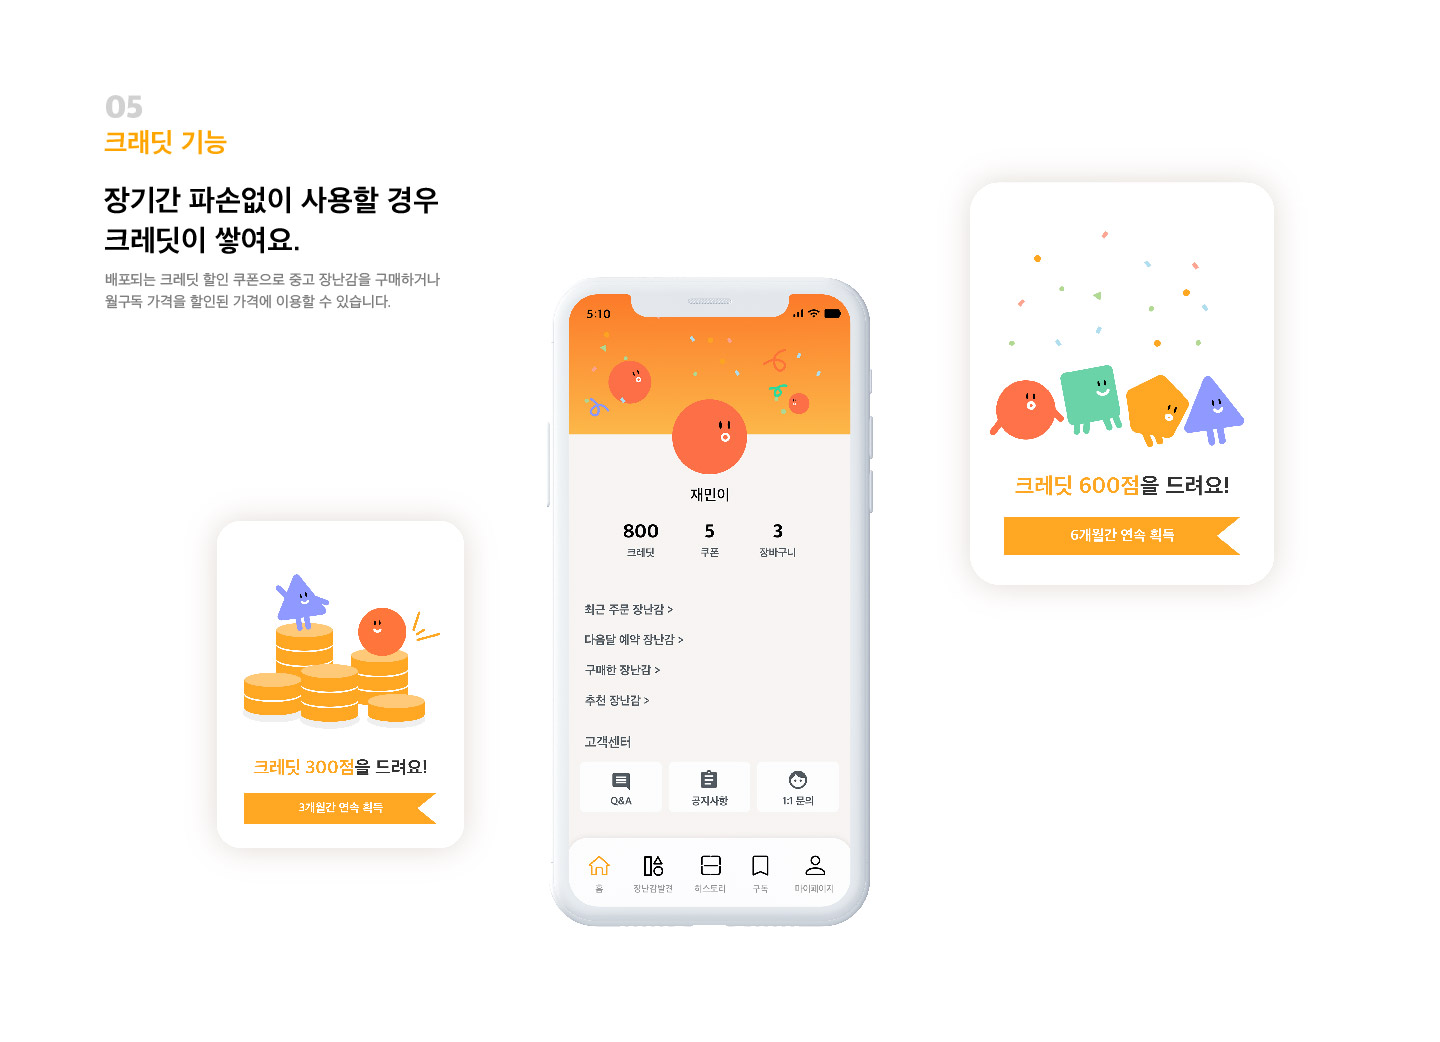 05
크래딧 기능
장기간 파손없이 사용할 경우
크레딧이 쌓여요.
배포되는 크레딧 할인 쿠폰으로 중고 장난감을 구매하거나
월구독 가격을 할인된 가격에 이용할 수 있습니다.
크레딧 300점을 드려요!
3개월간 연속 획득
5:10
재민이
800 5 3
크레딧 쿠폰 장바구니
최근 주문 장난감 >
다음달 예약 장난감 >
구매한 장난감 >
추천 장난감 >
고객센터
Q&A 공지사항 1:1 문의
홈 장난감발견 히스토리 구독 마이페이지
크레딧 600점을 드려요!
6개월간 연속 획득